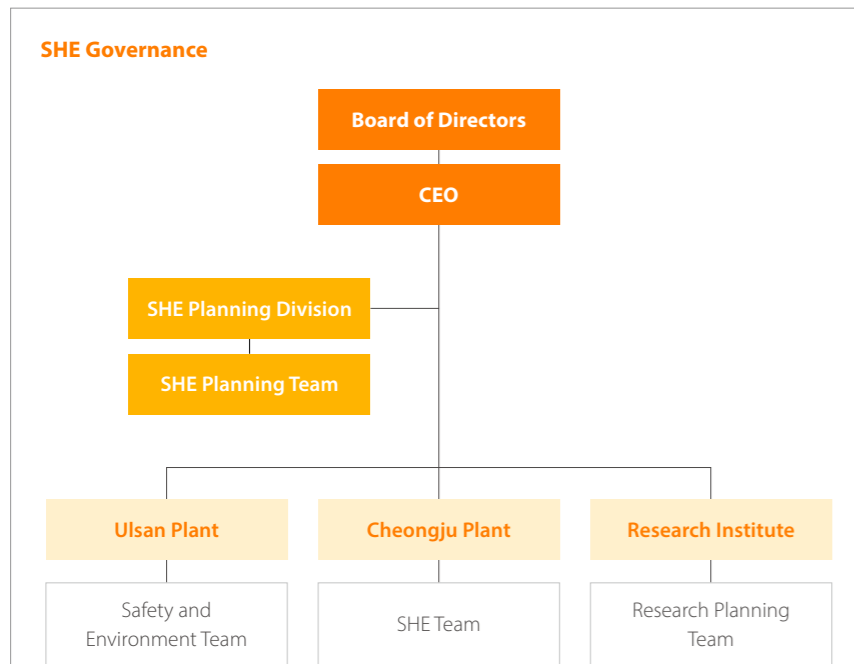 SHE Governance
Board of Directors
CEO
SHE Planning Division
SHE Planning Team
Ulsan Plant
Cheongju Plant
Research Institute
Safety and
Environment Team
SHE Team
Research Planning
Team